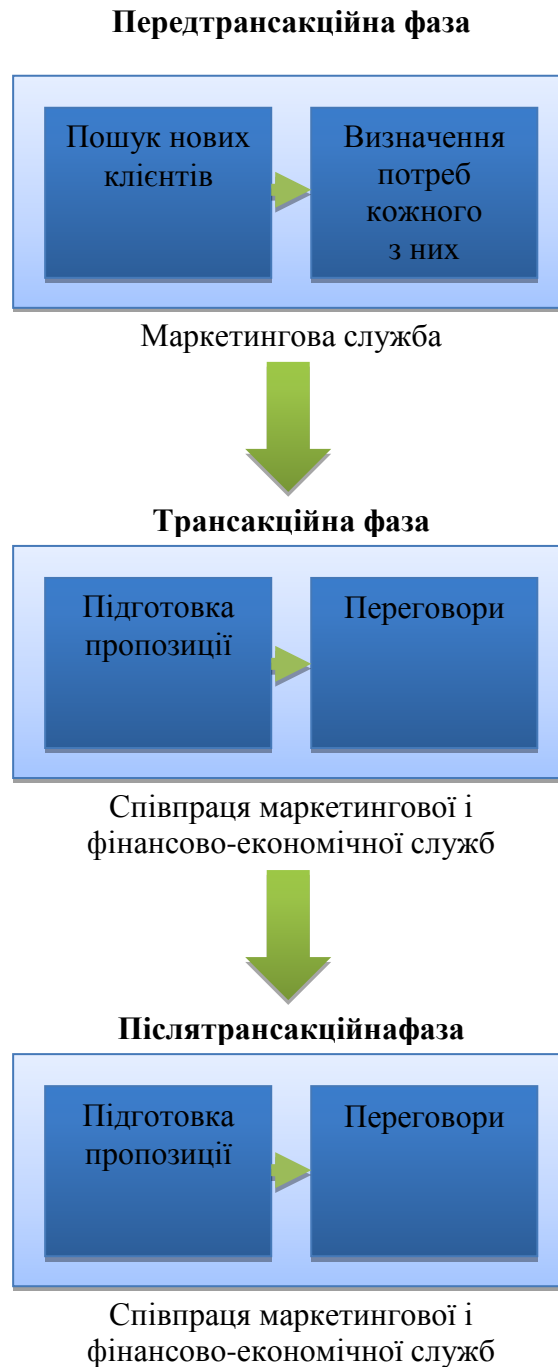 Передтрансакційна фаза
Пошук нових
клієнтів
Визначення
потреб
кожного
з них
Маркетингова служба
Трансакційна фаза
Підготовка
пропозиції
Переговори
Співпраця маркетингової і
фінансово-економічної служб
Післятрансакційнафаза
Підготовка
пропозиції
Переговори
Співпраця маркетингової і
фінансово-економічної служб